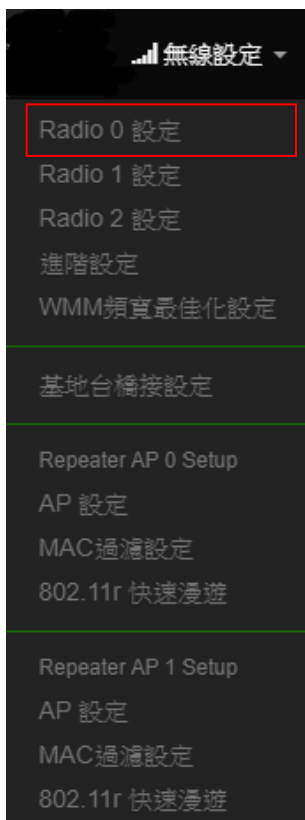 無線設定
Radio 0 設定
Radio 1 設定
Radio 2 設定
進階設定
WMM頻寬最佳化設定
基地台橋接設定
Repeater AP 0 Setup
AP 設定
MAC過濾設定
802.11r 快速漫遊
Repeater AP 1 Setup
AP 設定
MAC過濾設定
802.11r 快速漫遊